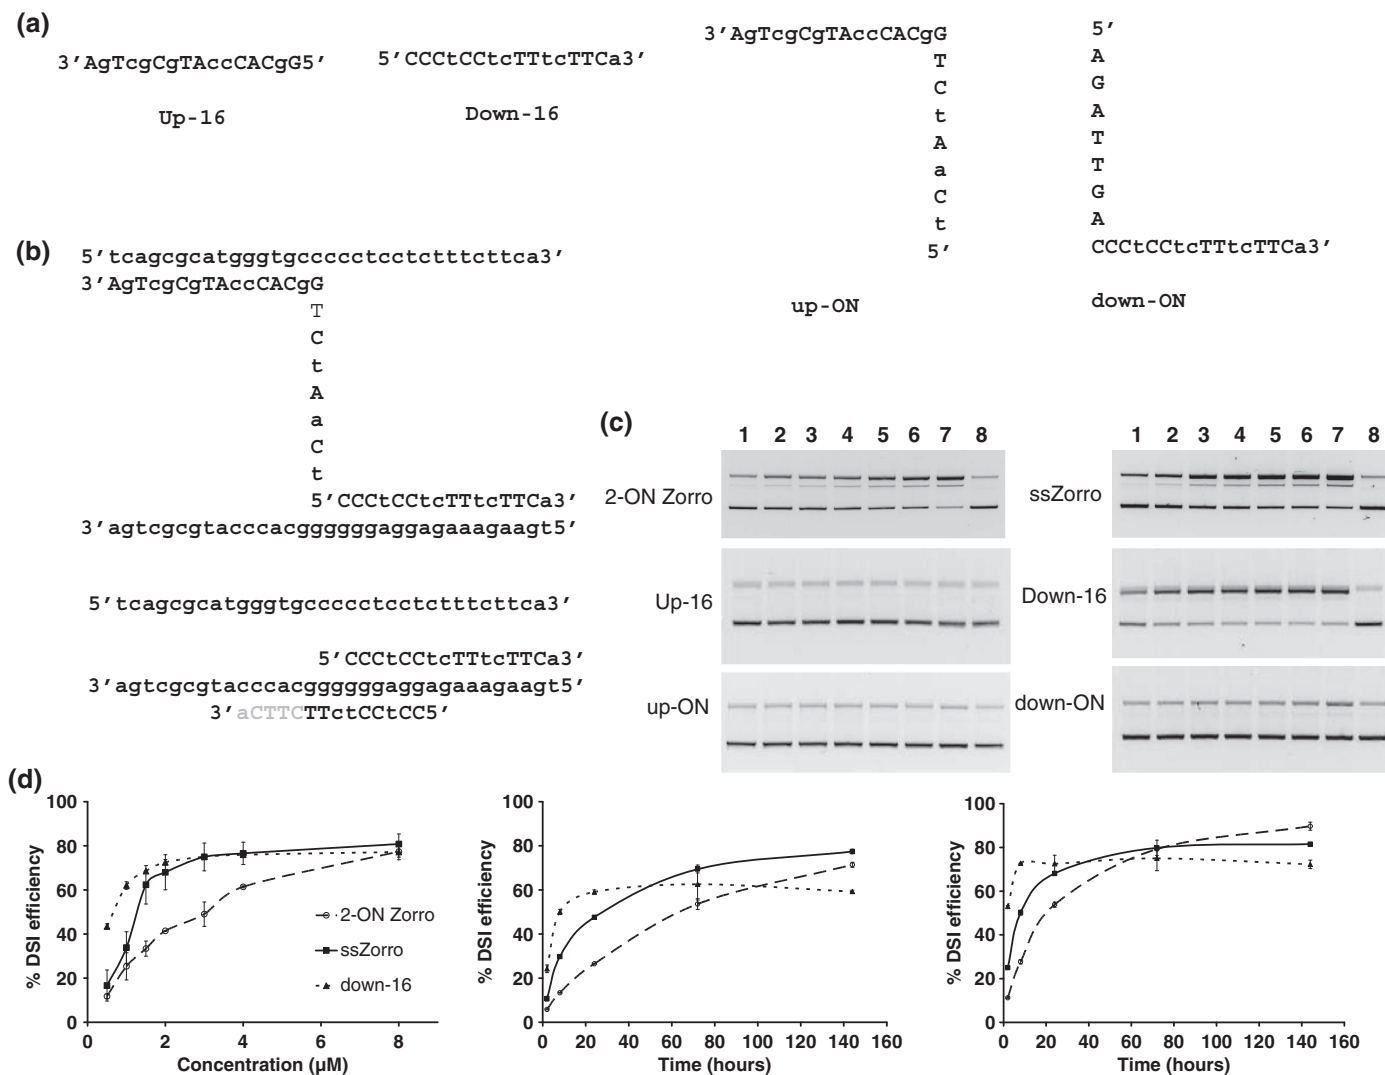 (a)
3'AgTcgCgTAccCACgG5'
Up-16
5'CCCtCCtcTTtcTTCa3'
Down-16
3'AgTcgCgTAccCACgG
T
C
t
A
a
C
t
5'
up-ON
5'
A
G
A
T
T
G
A
CCCtCCtcTTtcTTCa3'
down-ON
(b)
5'tcagcgcatgggtgcccccctcctctttcttca3'
3'AgTcgCgTAccCACgG
T
C
t
A
a
C
t
5'CCCtCCtcTTtcTTCa3'
3'agtcgcgtacccacggggggaggagaaagaagt5'
5'tcagcgcatgggtgcccccctcctctttcttca3'
5'CCCtCCtcTTtcTTCa3'
3'agtcgcgtacccacggggggaggagaaagaagt5'
3'aCTTCTTctCCtCC5'
(c)
1 2 3 4 5 6 7 8
2-ON Zorro
Up-16
up-ON
1 2 3 4 5 6 7 8
ssZorro
Down-16
down-ON
(d)
% DSI efficiency
100
80
60
40
20
0
0 2 4 6 8
Concentration (µM)
2-ON Zorro
ssZorro
down-16
% DSI efficiency
100
80
60
40
20
0
0 20 40 60 80 100 120 140 160
Time (hours)
% DSI efficiency
100
80
60
40
20
0
0 20 40 60 80 100 120 140 160
Time (hours)